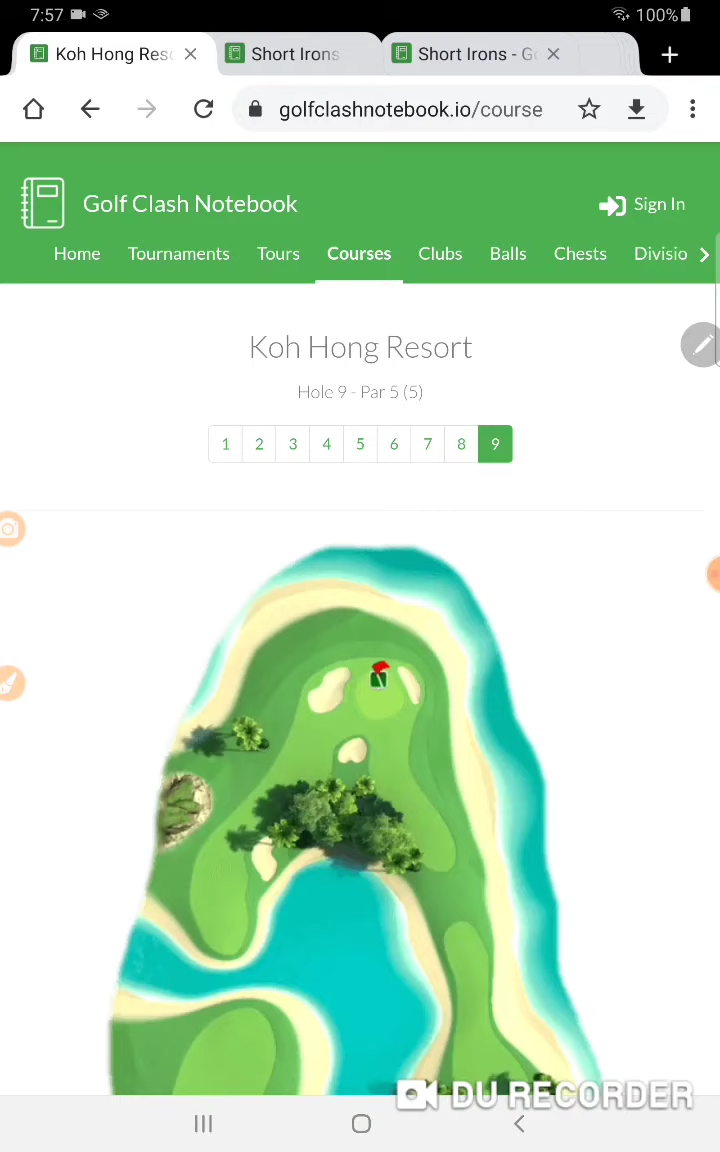 7:57 100%
Koh Hong Reso Short Irons Short Irons - G
golfclashnotebook.io/course
Golf Clash Notebook Sign In
Home Tournaments Tours Courses Clubs Balls Chests Divisio
Koh Hong Resort
Hole 9 - Par 5 (5)
1 2 3 4 5 6 7 8 9
DU RECORDER